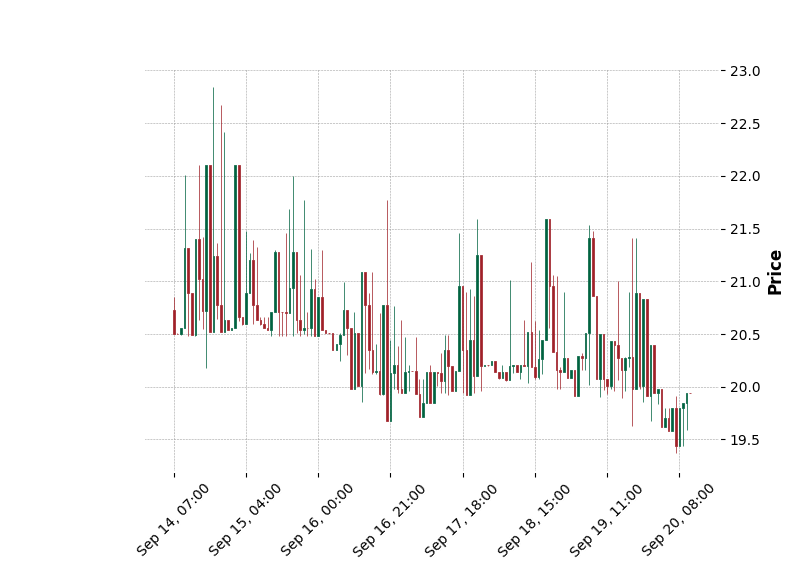 23.0
22.5
22.0
21.5
21.0
20.5
20.0
19.5
Price
Sep 14, 07:00
Sep 15, 04:00
Sep 16, 00:00
Sep 16, 21:00
Sep 17, 18:00
Sep 18, 15:00
Sep 19, 11:00
Sep 20, 08:00